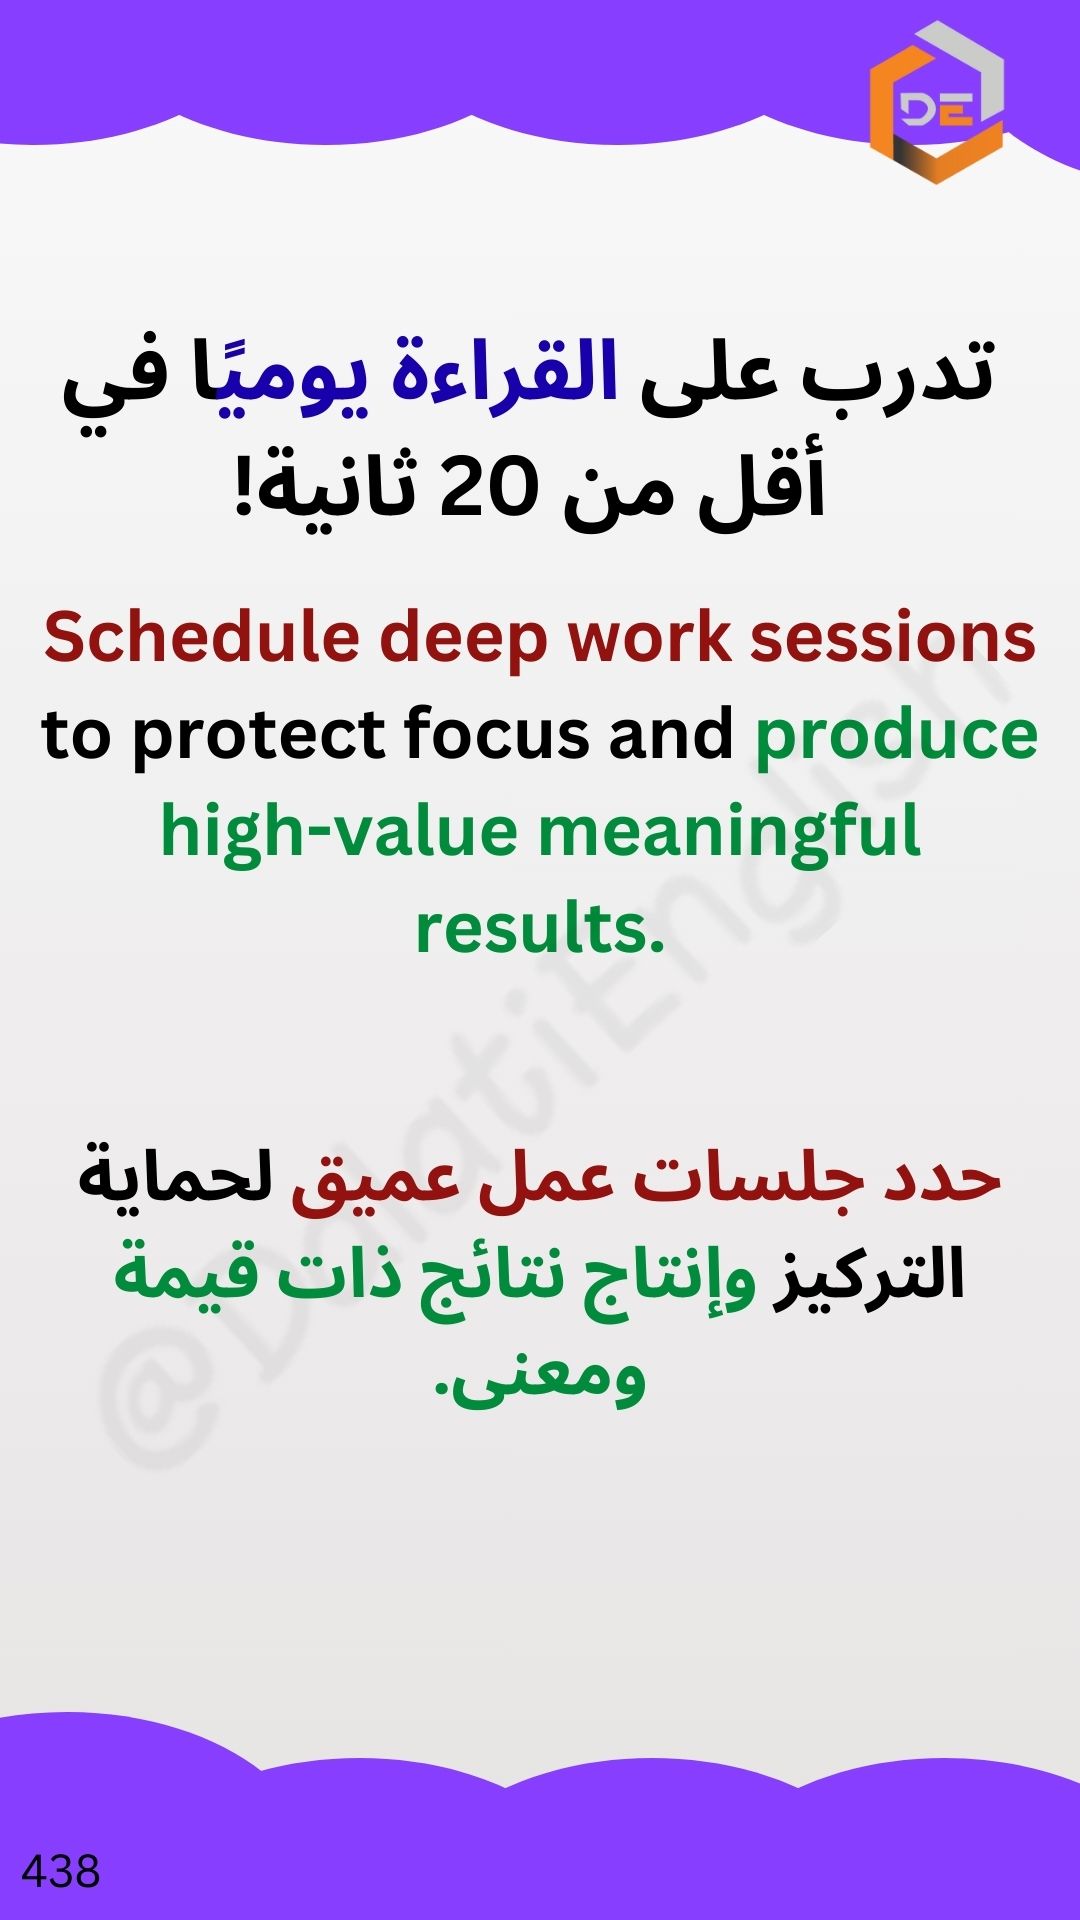 DE
تدرب على القراءة يوميًا في
أقل من 20 ثانية!
Schedule deep work sessions
to protect focus and produce
high-value meaningful
results.
حدد جلسات عمل عميق لحماية
التركيز وإنتاج نتائج ذات قيمة
ومعنى.
@DalatiEnglish
438